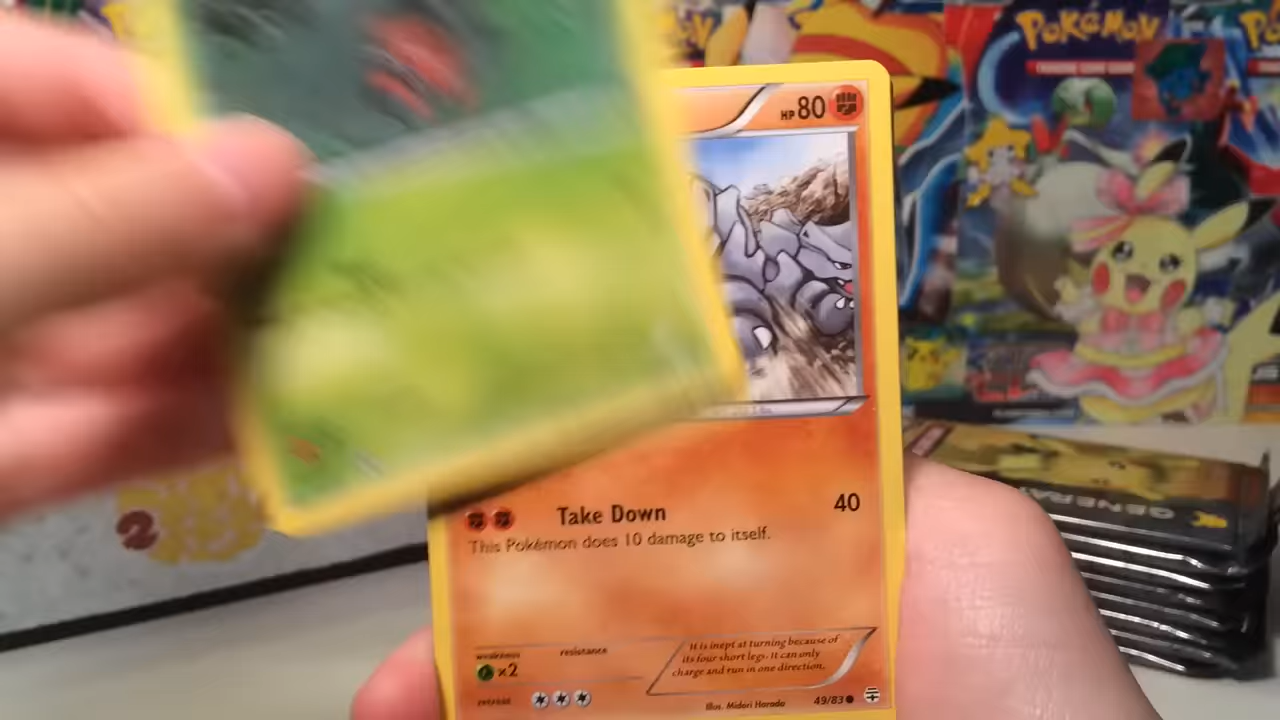 POKéMON
HP 80
Take Down
40
This Pokémon does 10 damage to itself.
weakness
resistance
×2
It is inept at turning because of
its four short legs. It can only
charge and run in one direction.
Illus. Midori Harada
49/83
2
GENERA